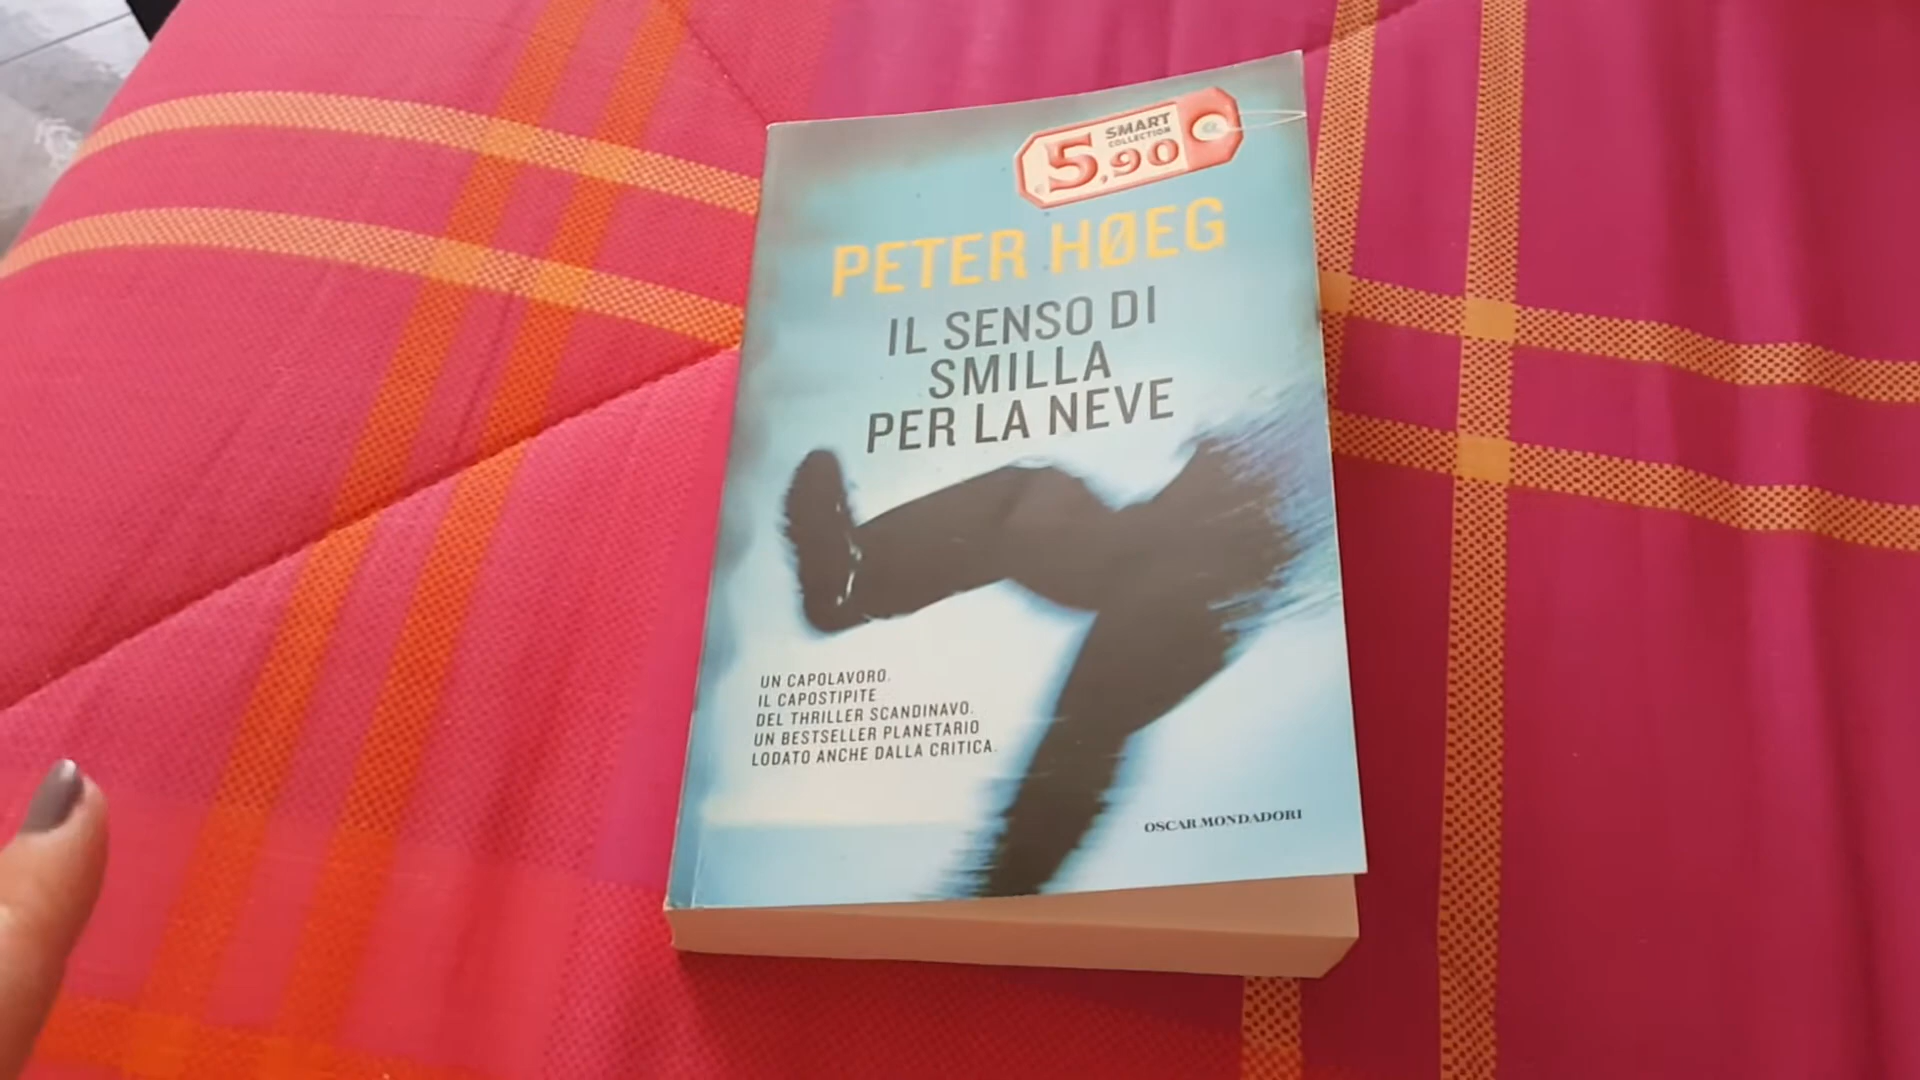 SMART
COLLECTION
€ 5,90
PETER HØEG
IL SENSO DI
SMILLA
PER LA NEVE
UN CAPOLAVORO.
IL CAPOSTIPITE
DEL THRILLER SCANDINAVO.
UN BESTSELLER PLANETARIO
LODATO ANCHE DALLA CRITICA.
OSCAR MONDADORI